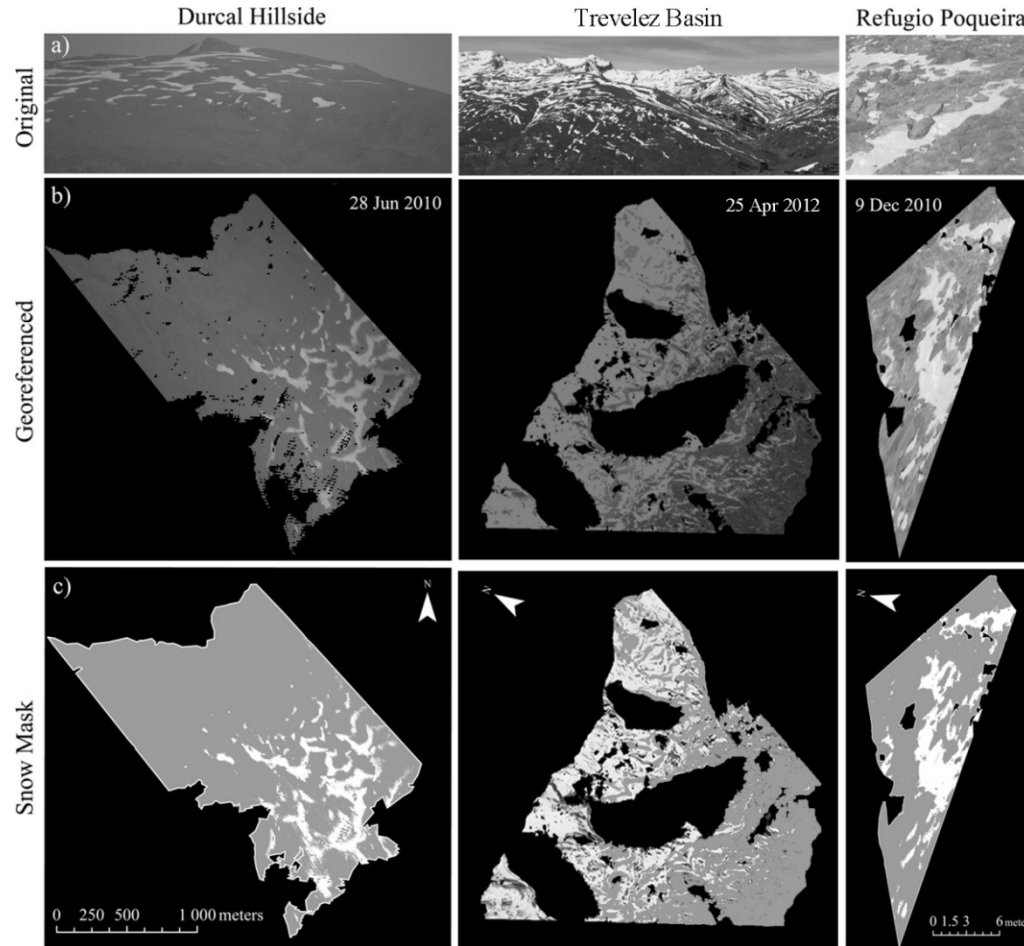 Durcal Hillside
Trevelez Basin
Refugio Poqueira
Original
a)
Georeferenced
b)
28 Jun 2010
25 Apr 2012
9 Dec 2010
Snow Mask
c)
N
N
N
0 250 500 1 000 meters
0 1.5 3 6 mete